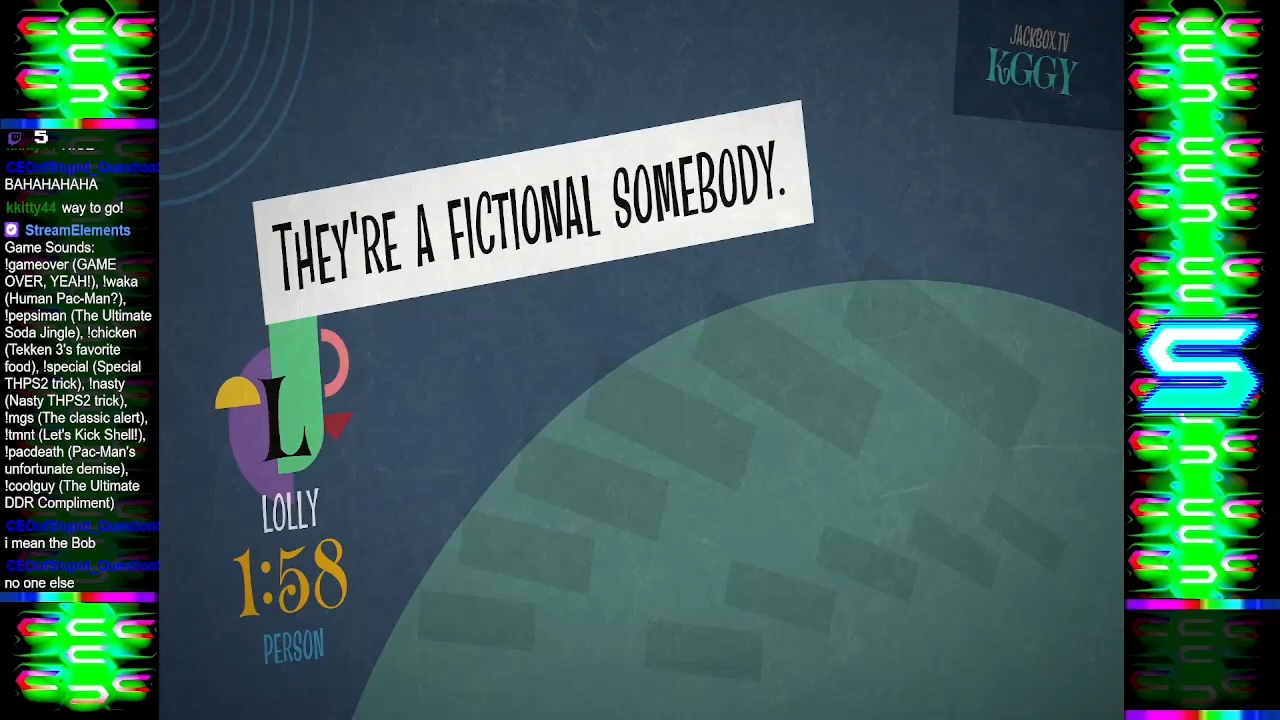 5
CEOofStupid_Question
BAHAHAHAHA
kkitty44 way to go!
StreamElements
Game Sounds:
!gameover (GAME
OVER, YEAH!), !waka
(Human Pac-Man?),
!pepsiman (The Ultimate
Soda Jingle), !chicken
(Tekken 3's favorite
food), !special (Special
THPS2 trick), !nasty
(Nasty THPS2 trick),
!mgs (The classic alert),
!tmnt (Let's Kick Shell!),
!pacdeath (Pac-Man's
unfortunate demise),
!coolguy (The Ultimate
DDR Compliment)
CEOofStupid_Question
i mean the Bob
CEOofStupid_Question
no one else
JACKBOX.TV
KGGY
THEY'RE A FICTIONAL SOMEBODY.
L
LOLLY
1:58
PERSON
S